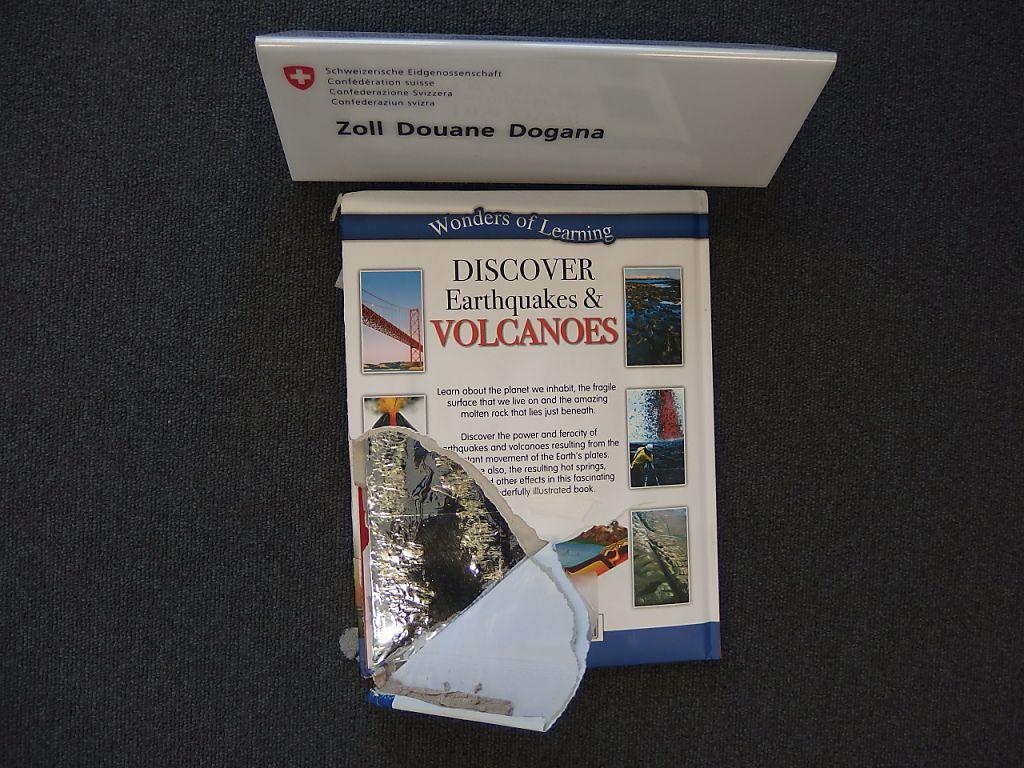 Schweizerische Eidgenossenschaft
Confédération suisse
Confederazione Svizzera
Confederaziun svizra
Zoll Douane Dogana
Wonders of Learning
DISCOVER
Earthquakes &
VOLCANOES
Learn about the planet we inhabit, the fragile
surface that we live on and the amazing
molten rock that lies just beneath.
Discover the power and ferocity of
rthquakes and volcanoes resulting from the
tant movement of the Earth's plates.
e also, the resulting hot springs,
d other effects in this fascinating
derfully illustrated book.